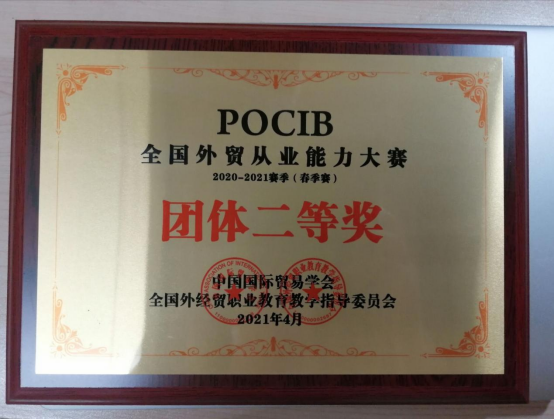 POCIB
全国外贸从业能力大赛
2020-2021赛季（春季赛）
团体二等奖
中国国际贸易学会
全国外经贸职业教育教学指导委员会
2021年4月